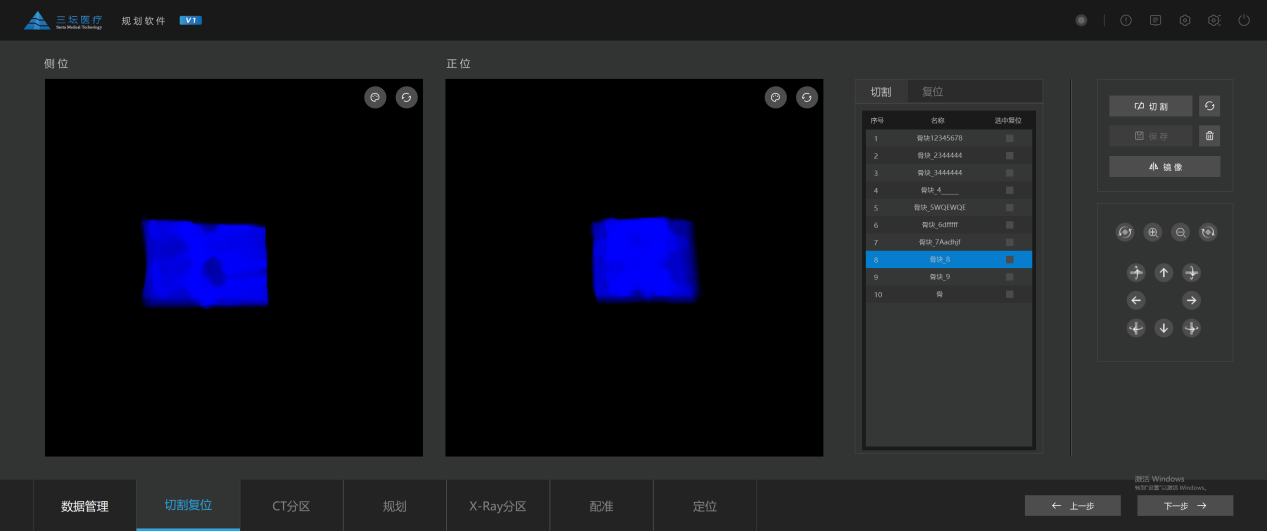 三坛医疗
Santa Medical Technology
规划软件
V1
侧位
正位
切割 复位
序号 名称 选中复位
1 骨块12345678
2 骨块_2344444
3 骨块_3444444
4 骨块_4_____
5 骨块_5WQEWQE
6 骨块_6dfffff
7 骨块_7Aadhjf
8 骨块_8
9 骨块_9
10 骨
切割
保存
镜像
激活 Windows
转到"设置"以激活 Windows。
数据管理 切割复位 CT分区 规划 X-Ray分区 配准 定位
上一步 下一步